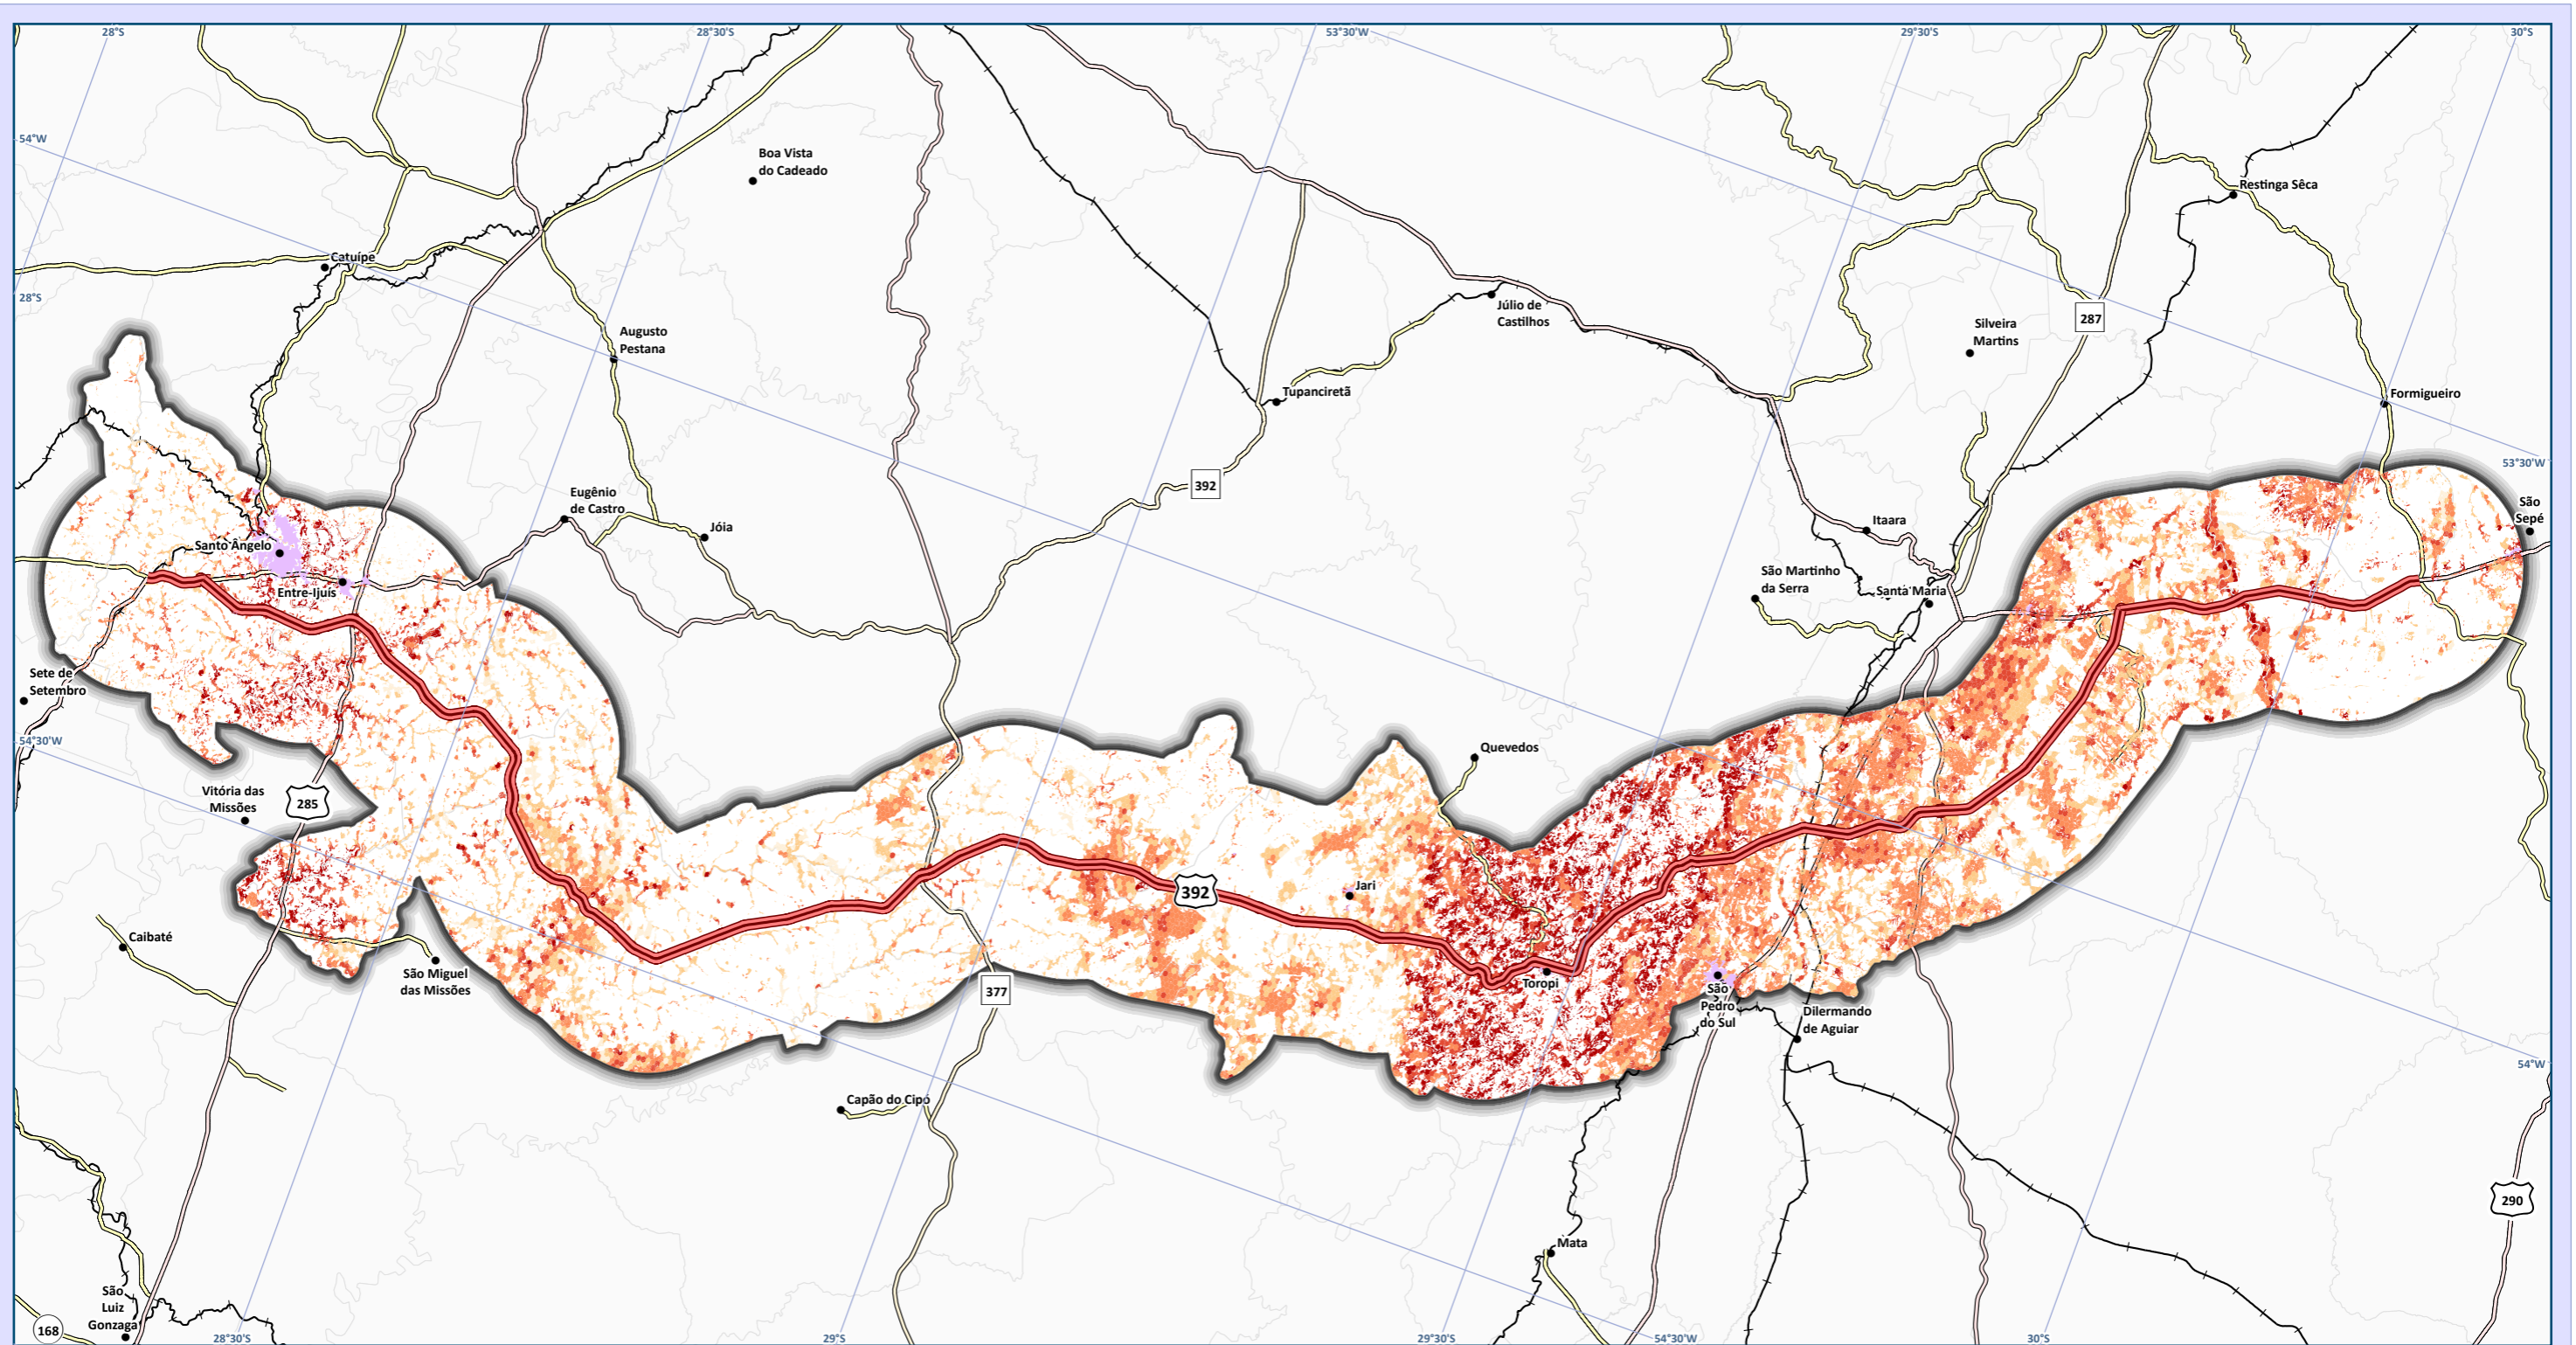 28°S
28°30'S
53°30'W
29°30'S
30°S
54°W
Boa Vista
do Cadeado
Restinga Sêca
Catuípe
28°S
Júlio de
Castilhos
287
Silveira
Martins
Augusto
Pestana
Tupanciretã
Formigueiro
53°30'W
392
Eugênio
de Castro
Jóia
São
Sepé
Itaara
Santo Ângelo
São Martinho
da Serra
Santa Maria
Entre-Ijuís
Sete de
Setembro
54°30'W
Quevedos
Vitória das
Missões
285
392
Jari
Caibaté
São Miguel
das Missões
377
Toropi
São
Pedro
do Sul
Dilermando
de Aguiar
54°W
Capão do Cipó
290
Mata
São
Luiz
Gonzaga
168
28°30'S
29°S
29°30'S
54°30'W
30°S